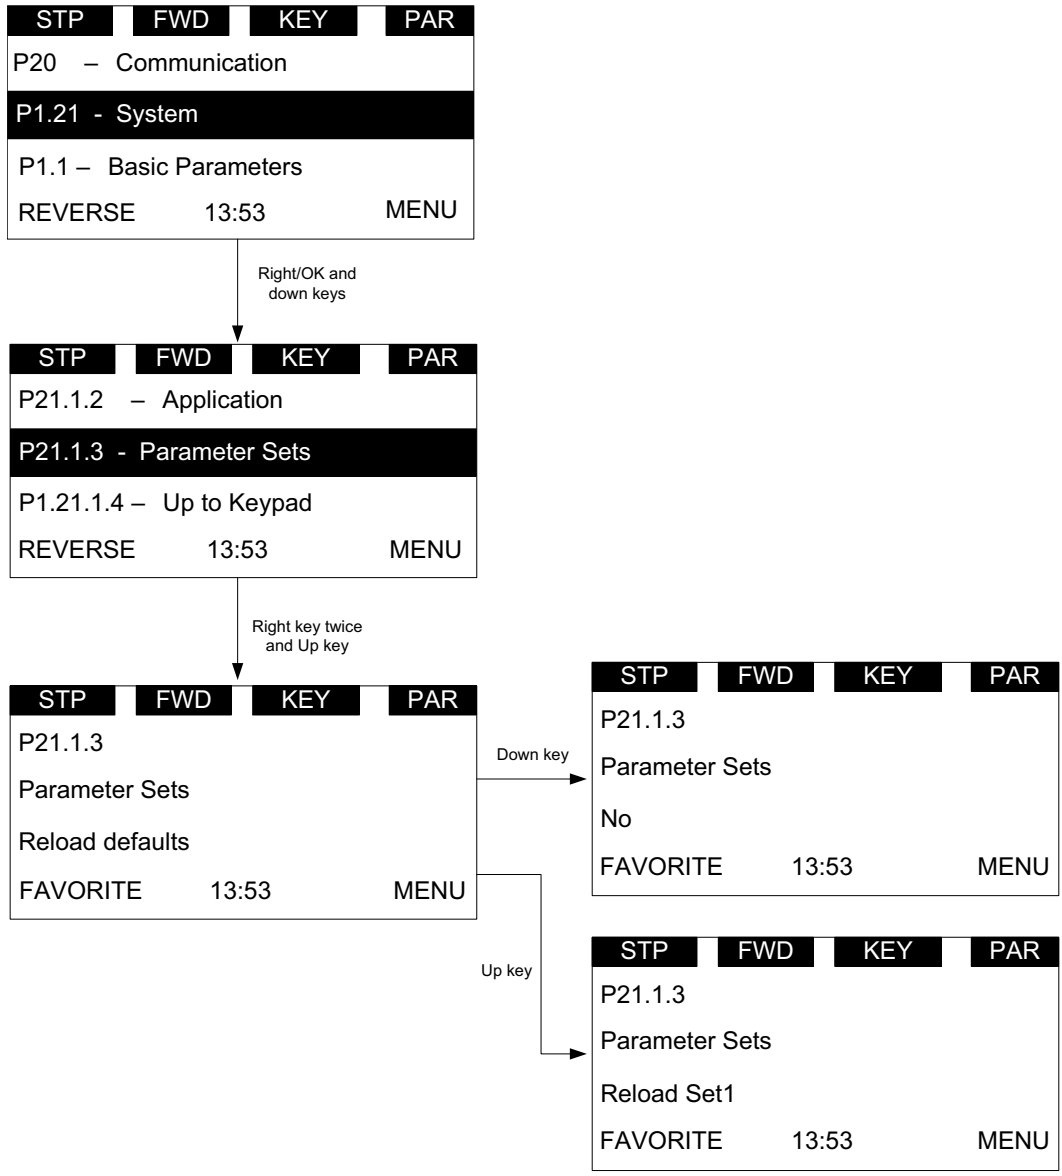 STP FWD KEY PAR
P20 – Communication
P1.21 - System
P1.1 – Basic Parameters
REVERSE 13:53 MENU
Right/OK and
down keys
STP FWD KEY PAR
P21.1.2 – Application
P21.1.3 - Parameter Sets
P1.21.1.4 – Up to Keypad
REVERSE 13:53 MENU
Right key twice
and Up key
STP FWD KEY PAR
P21.1.3
Parameter Sets
Reload defaults
FAVORITE 13:53 MENU
Down key
STP FWD KEY PAR
P21.1.3
Parameter Sets
No
FAVORITE 13:53 MENU
Up key
STP FWD KEY PAR
P21.1.3
Parameter Sets
Reload Set1
FAVORITE 13:53 MENU